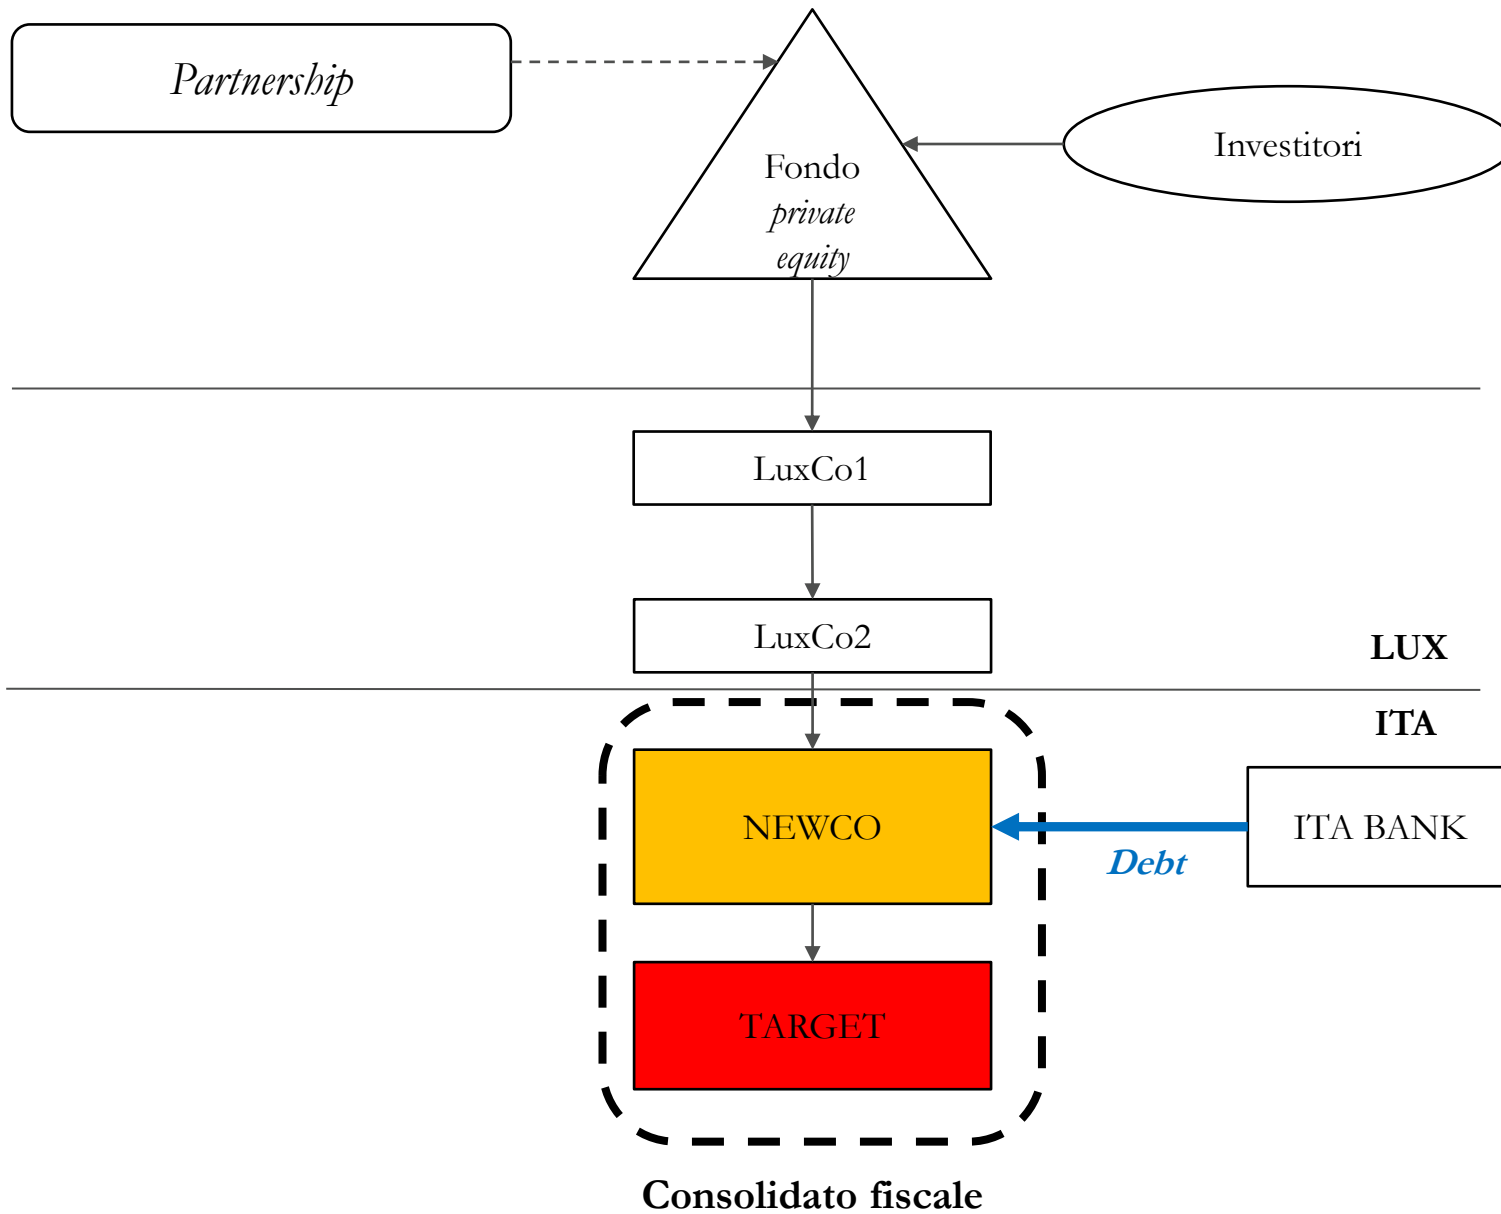 Partnership
Investitori
Fondo
private
equity
LuxCo1
LuxCo2
LUX
ITA
NEWCO
ITA BANK
Debt
TARGET
Consolidato fiscale